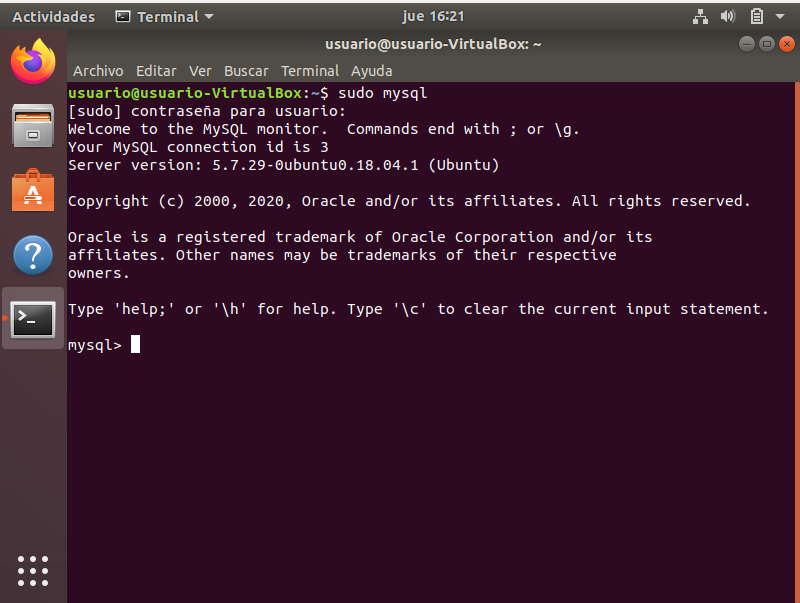 Actividades Terminal jue 16:21
usuario@usuario-VirtualBox: ~
Archivo Editar Ver Buscar Terminal Ayuda
usuario@usuario-VirtualBox:~$ sudo mysql
[sudo] contraseña para usuario:
Welcome to the MySQL monitor.  Commands end with ; or \g.
Your MySQL connection id is 3
Server version: 5.7.29-0ubuntu0.18.04.1 (Ubuntu)
Copyright (c) 2000, 2020, Oracle and/or its affiliates. All rights reserved.
Oracle is a registered trademark of Oracle Corporation and/or its
affiliates. Other names may be trademarks of their respective
owners.
Type 'help;' or '\h' for help. Type '\c' to clear the current input statement.
mysql>